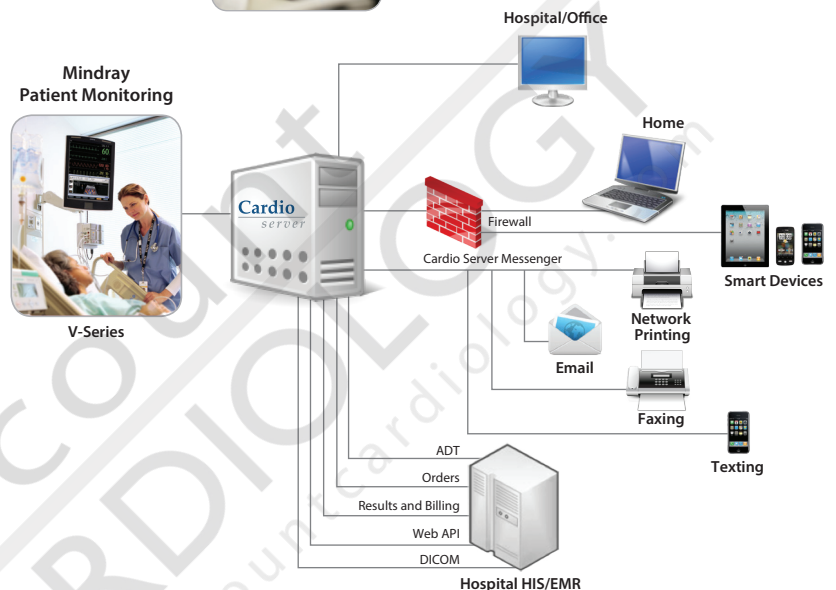 Hospital/Office
Mindray
Patient Monitoring
Home
Cardio
server
Firewall
Cardio Server Messenger
Smart Devices
V-Series
Network
Printing
Email
Faxing
Texting
ADT
Orders
Results and Billing
Web API
DICOM
Hospital HIS/EMR